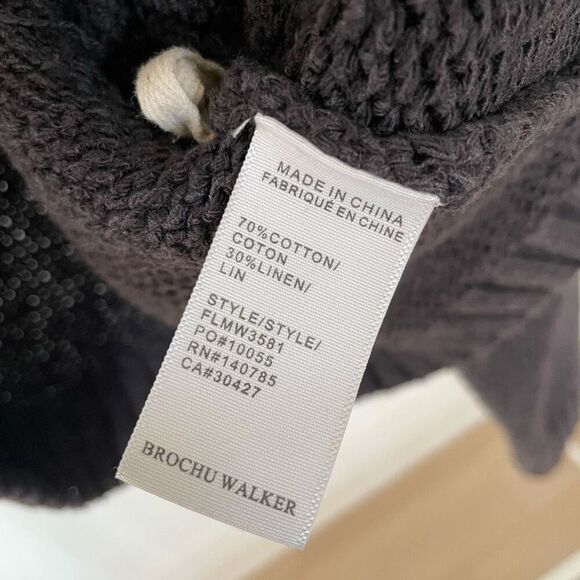 MADE IN CHINA
FABRIQUÉ EN CHINE
70%COTTON/
COTON
30%LINEN/
LIN
STYLE/STYLE/
FLMW3581
PO#10055
RN#140785
CA#30427
BROCHU WALKER